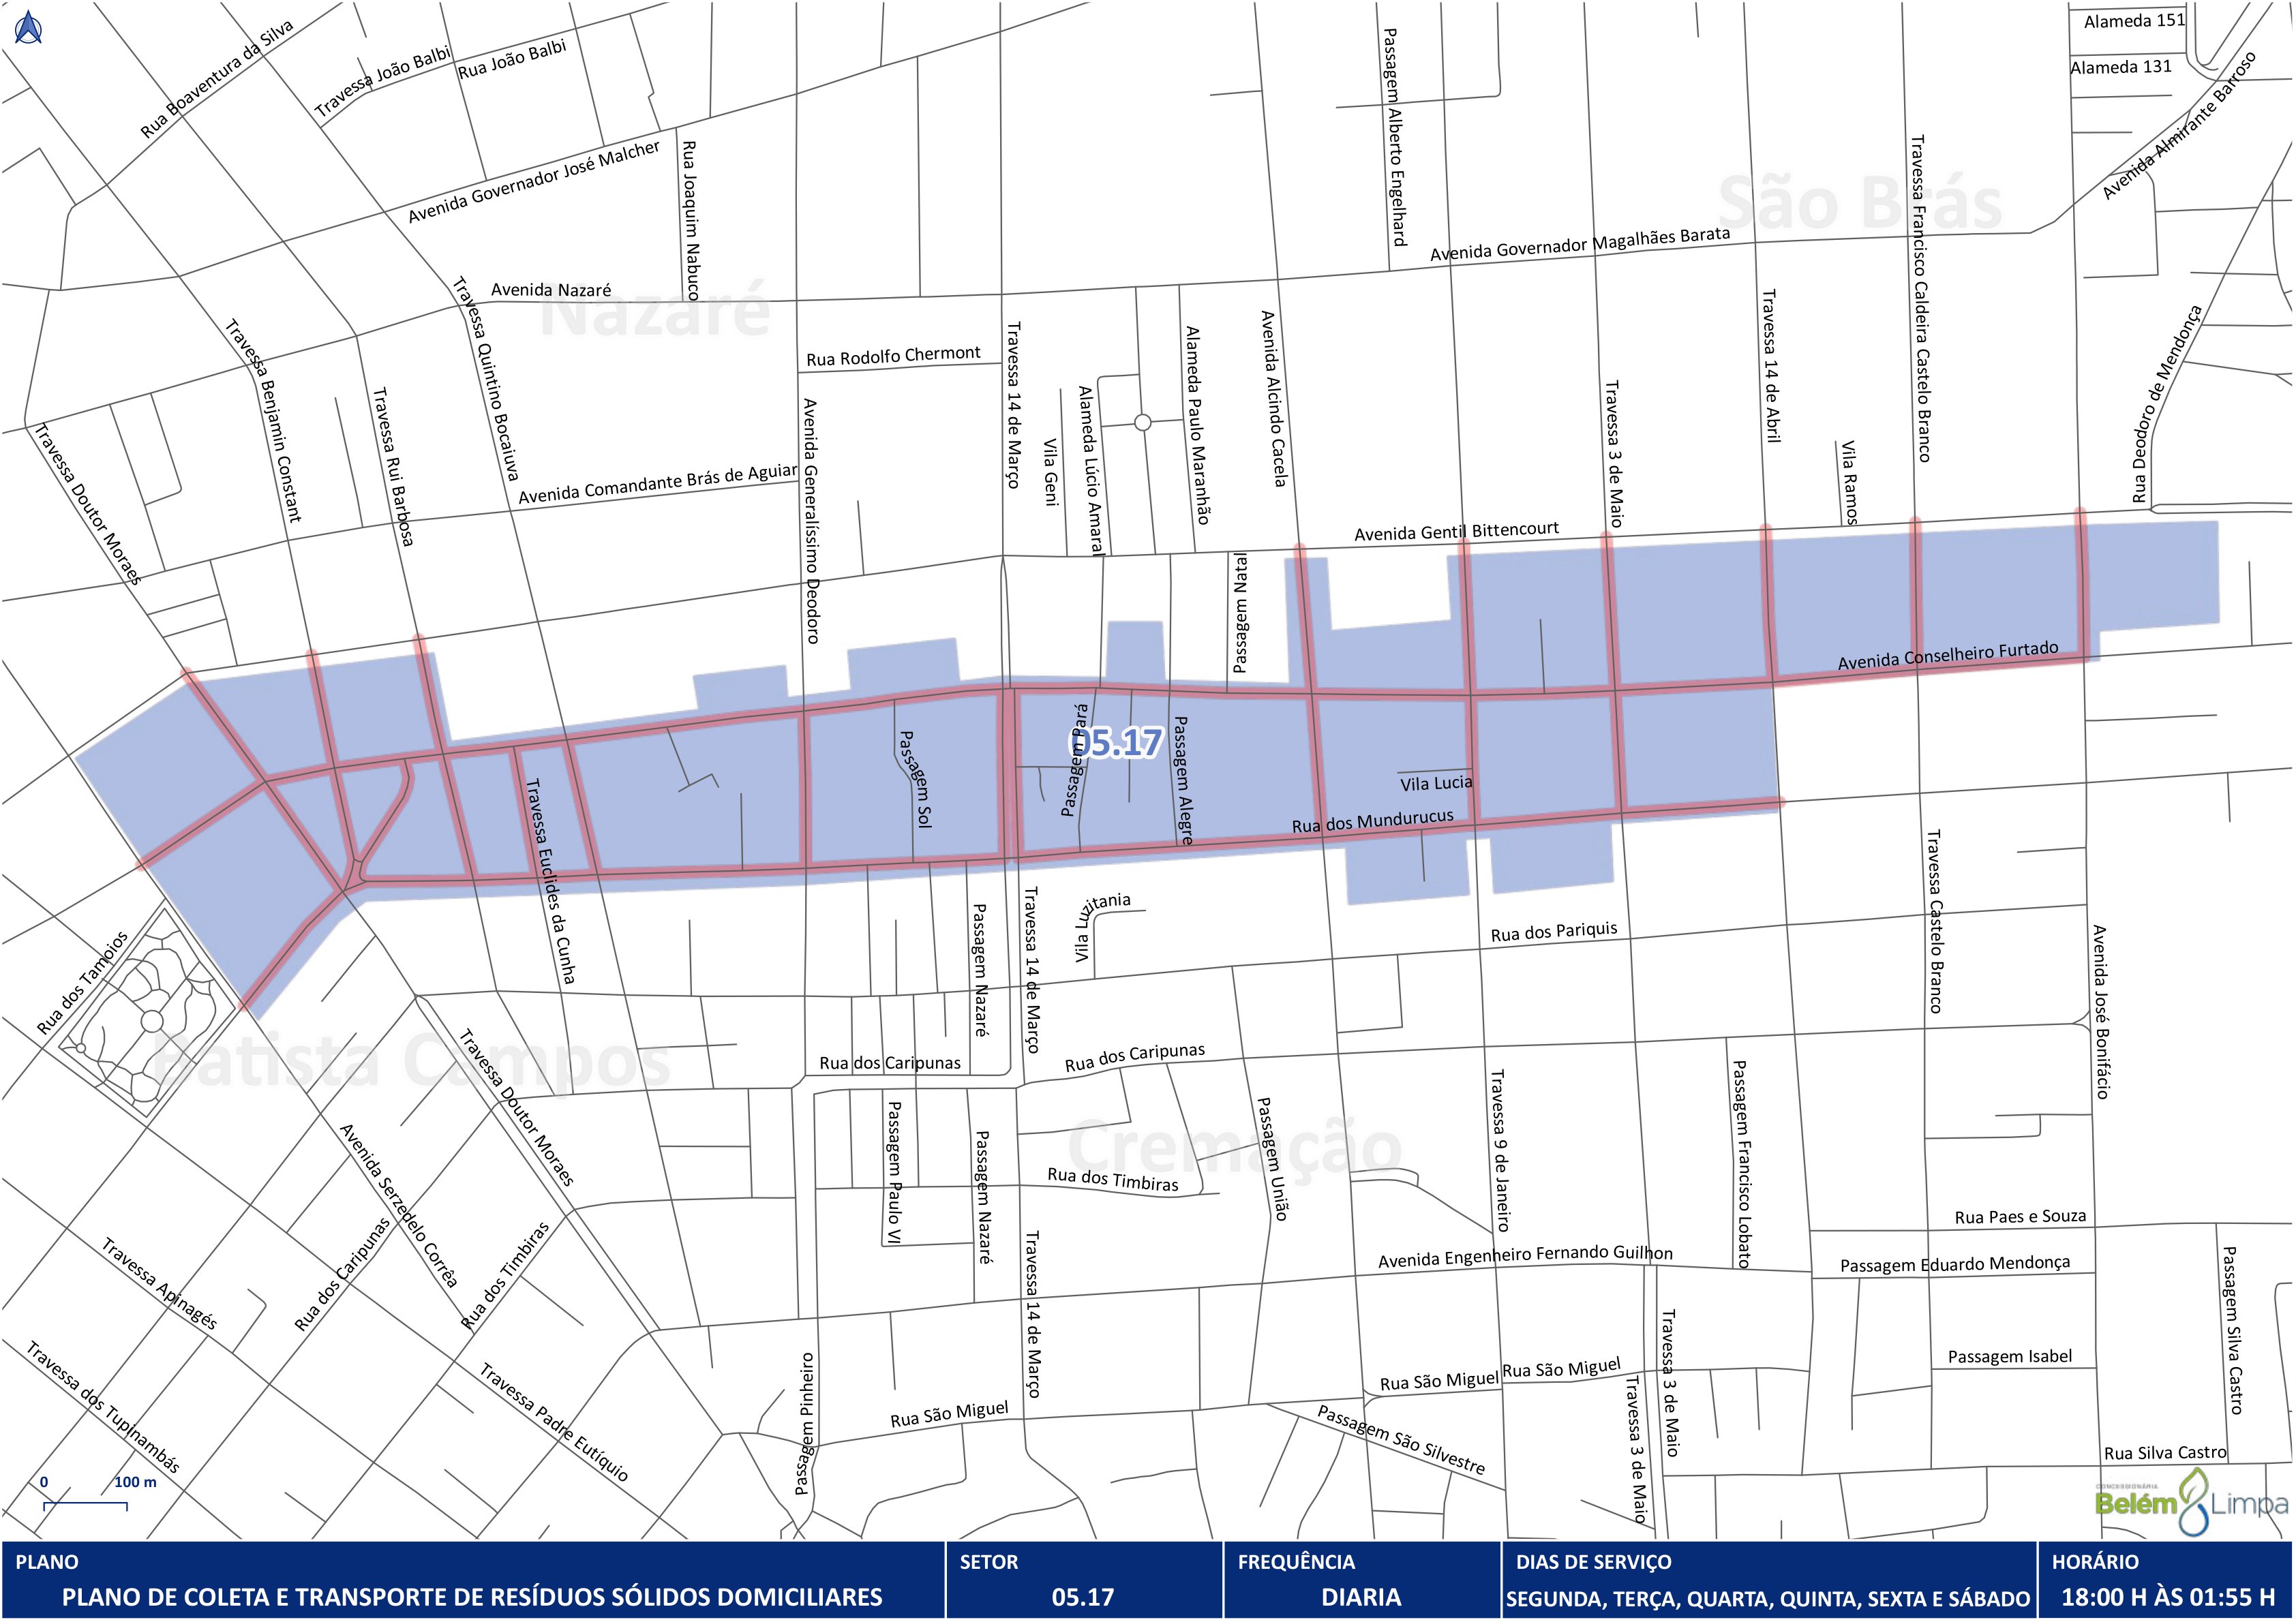 Alameda 151
Alameda 131
Rua Boaventura da Silva
Travessa João Balbi
Rua João Balbi
Avenida Almirante Barroso
Passagem Alberto Engelhard
Avenida Governador José Malcher
Rua Joaquim Nabuco
São Brás
Travessa Francisco Caldeira Castelo Branco
Avenida Governador Magalhães Barata
Avenida Nazaré
Nazaré
Travessa Quintino Bocaiuva
Travessa Benjamin Constant
Travessa Rui Barbosa
Rua Rodolfo Chermont
Travessa 14 de Março
Alameda Paulo Maranhão
Avenida Alcindo Cacela
Travessa 14 de Abril
Travessa 3 de Maio
Rua Deodoro de Mendonça
Travessa Doutor Moraes
Avenida Generalíssimo Deodoro
Alameda Lúcio Amaral
Vila Geni
Vila Ramos
Avenida Comandante Brás de Aguiar
Avenida Gentil Bittencourt
Passagem Natal
Avenida Conselheiro Furtado
Passagem Sol
Passagem Pará
05.17
Passagem Alegre
Vila Lucia
Rua dos Mundurucus
Travessa Euclides da Cunha
Travessa Castelo Branco
Passagem Nazaré
Travessa 14 de Março
Vila Luzitania
Rua dos Pariquis
Avenida José Bonifácio
Rua dos Tamoios
Batista Campos
Travessa Doutor Moraes
Rua dos Caripunas
Rua dos Caripunas
Passagem Francisco Lobato
Travessa 9 de Janeiro
Passagem União
Cremação
Passagem Paulo VI
Passagem Nazaré
Rua dos Timbiras
Avenida Serzedelo Corrêa
Rua dos Caripunas
Rua dos Timbiras
Travessa Apinagés
Travessa 14 de Março
Avenida Engenheiro Fernando Guilhon
Rua Paes e Souza
Passagem Eduardo Mendonça
Passagem Silva Castro
Travessa 3 de Maio
Passagem Isabel
Travessa dos Tupinambás
Travessa Padre Eutíquio
Passagem Pinheiro
Rua São Miguel
Rua São Miguel
Rua São Miguel
Travessa 3 de Maio
Passagem São Silvestre
Rua Silva Castro
0 100 m
CONCESSIONÁRIA
Belém Limpa
PLANO
PLANO DE COLETA E TRANSPORTE DE RESÍDUOS SÓLIDOS DOMICILIARES
SETOR
05.17
FREQUÊNCIA
DIARIA
DIAS DE SERVIÇO
SEGUNDA, TERÇA, QUARTA, QUINTA, SEXTA E SÁBADO
HORÁRIO
18:00 H ÀS 01:55 H